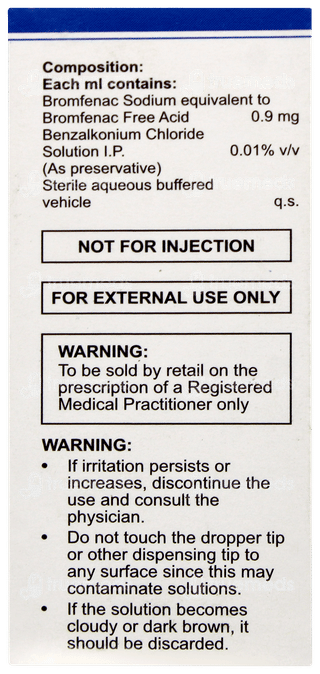 Composition:
Each ml contains:
Bromfenac Sodium equivalent to
Bromfenac Free Acid 0.9 mg
Benzalkonium Chloride
Solution I.P. 0.01% v/v
(As preservative)
Sterile aqueous buffered
vehicle q.s.
NOT FOR INJECTION
FOR EXTERNAL USE ONLY
WARNING:
To be sold by retail on the
prescription of a Registered
Medical Practitioner only
WARNING:
• If irritation persists or
increases, discontinue the
use and consult the
physician.
• Do not touch the dropper tip
or other dispensing tip to
any surface since this may
contaminate solutions.
• If the solution becomes
cloudy or dark brown, it
should be discarded.